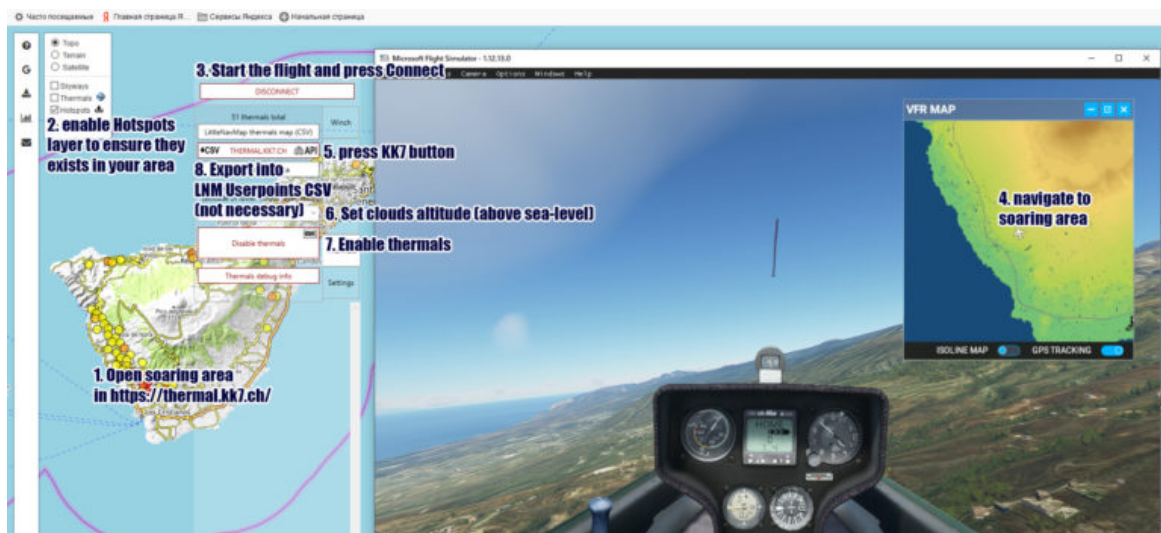 Часто посещаемые Главная страница Я... Сервисы Яндекса Начальная страница
Topo
Terrain
Satellite
Skyways
Thermals
Hotspots
Microsoft Flight Simulator - 1.12.13.0
Camera Options Windows Help
3. Start the flight and press Connect
DISCONNECT
51 thermals total
Winch
LittleNavMap thermals map (CSV)
+CSV THERMAL.KK7.CH API
2. enable Hotspots
layer to ensure they
exists in your area
5. press KK7 button
8. Export into
LNM Userpoints CSV
(not necessary)
6. Set clouds altitude (above sea-level)
Disable thermals
7. Enable thermals
Thermals debug info
Settings
1. Open soaring area
in https://thermal.kk7.ch/
VFR MAP
4. navigate to
soaring area
ISOLINE MAP GPS TRACKING